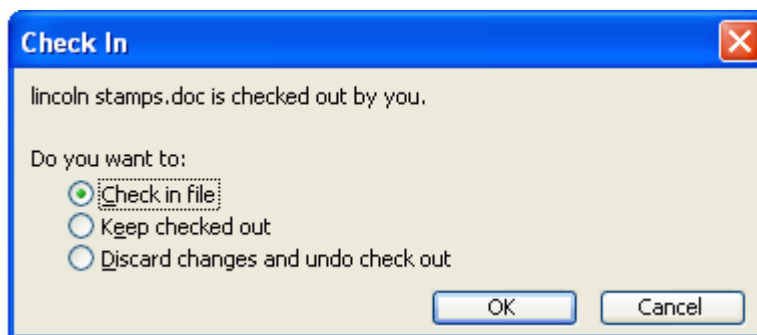 Check In
lincoln stamps.doc is checked out by you.
Do you want to:
Check in file
Keep checked out
Discard changes and undo check out
OK Cancel